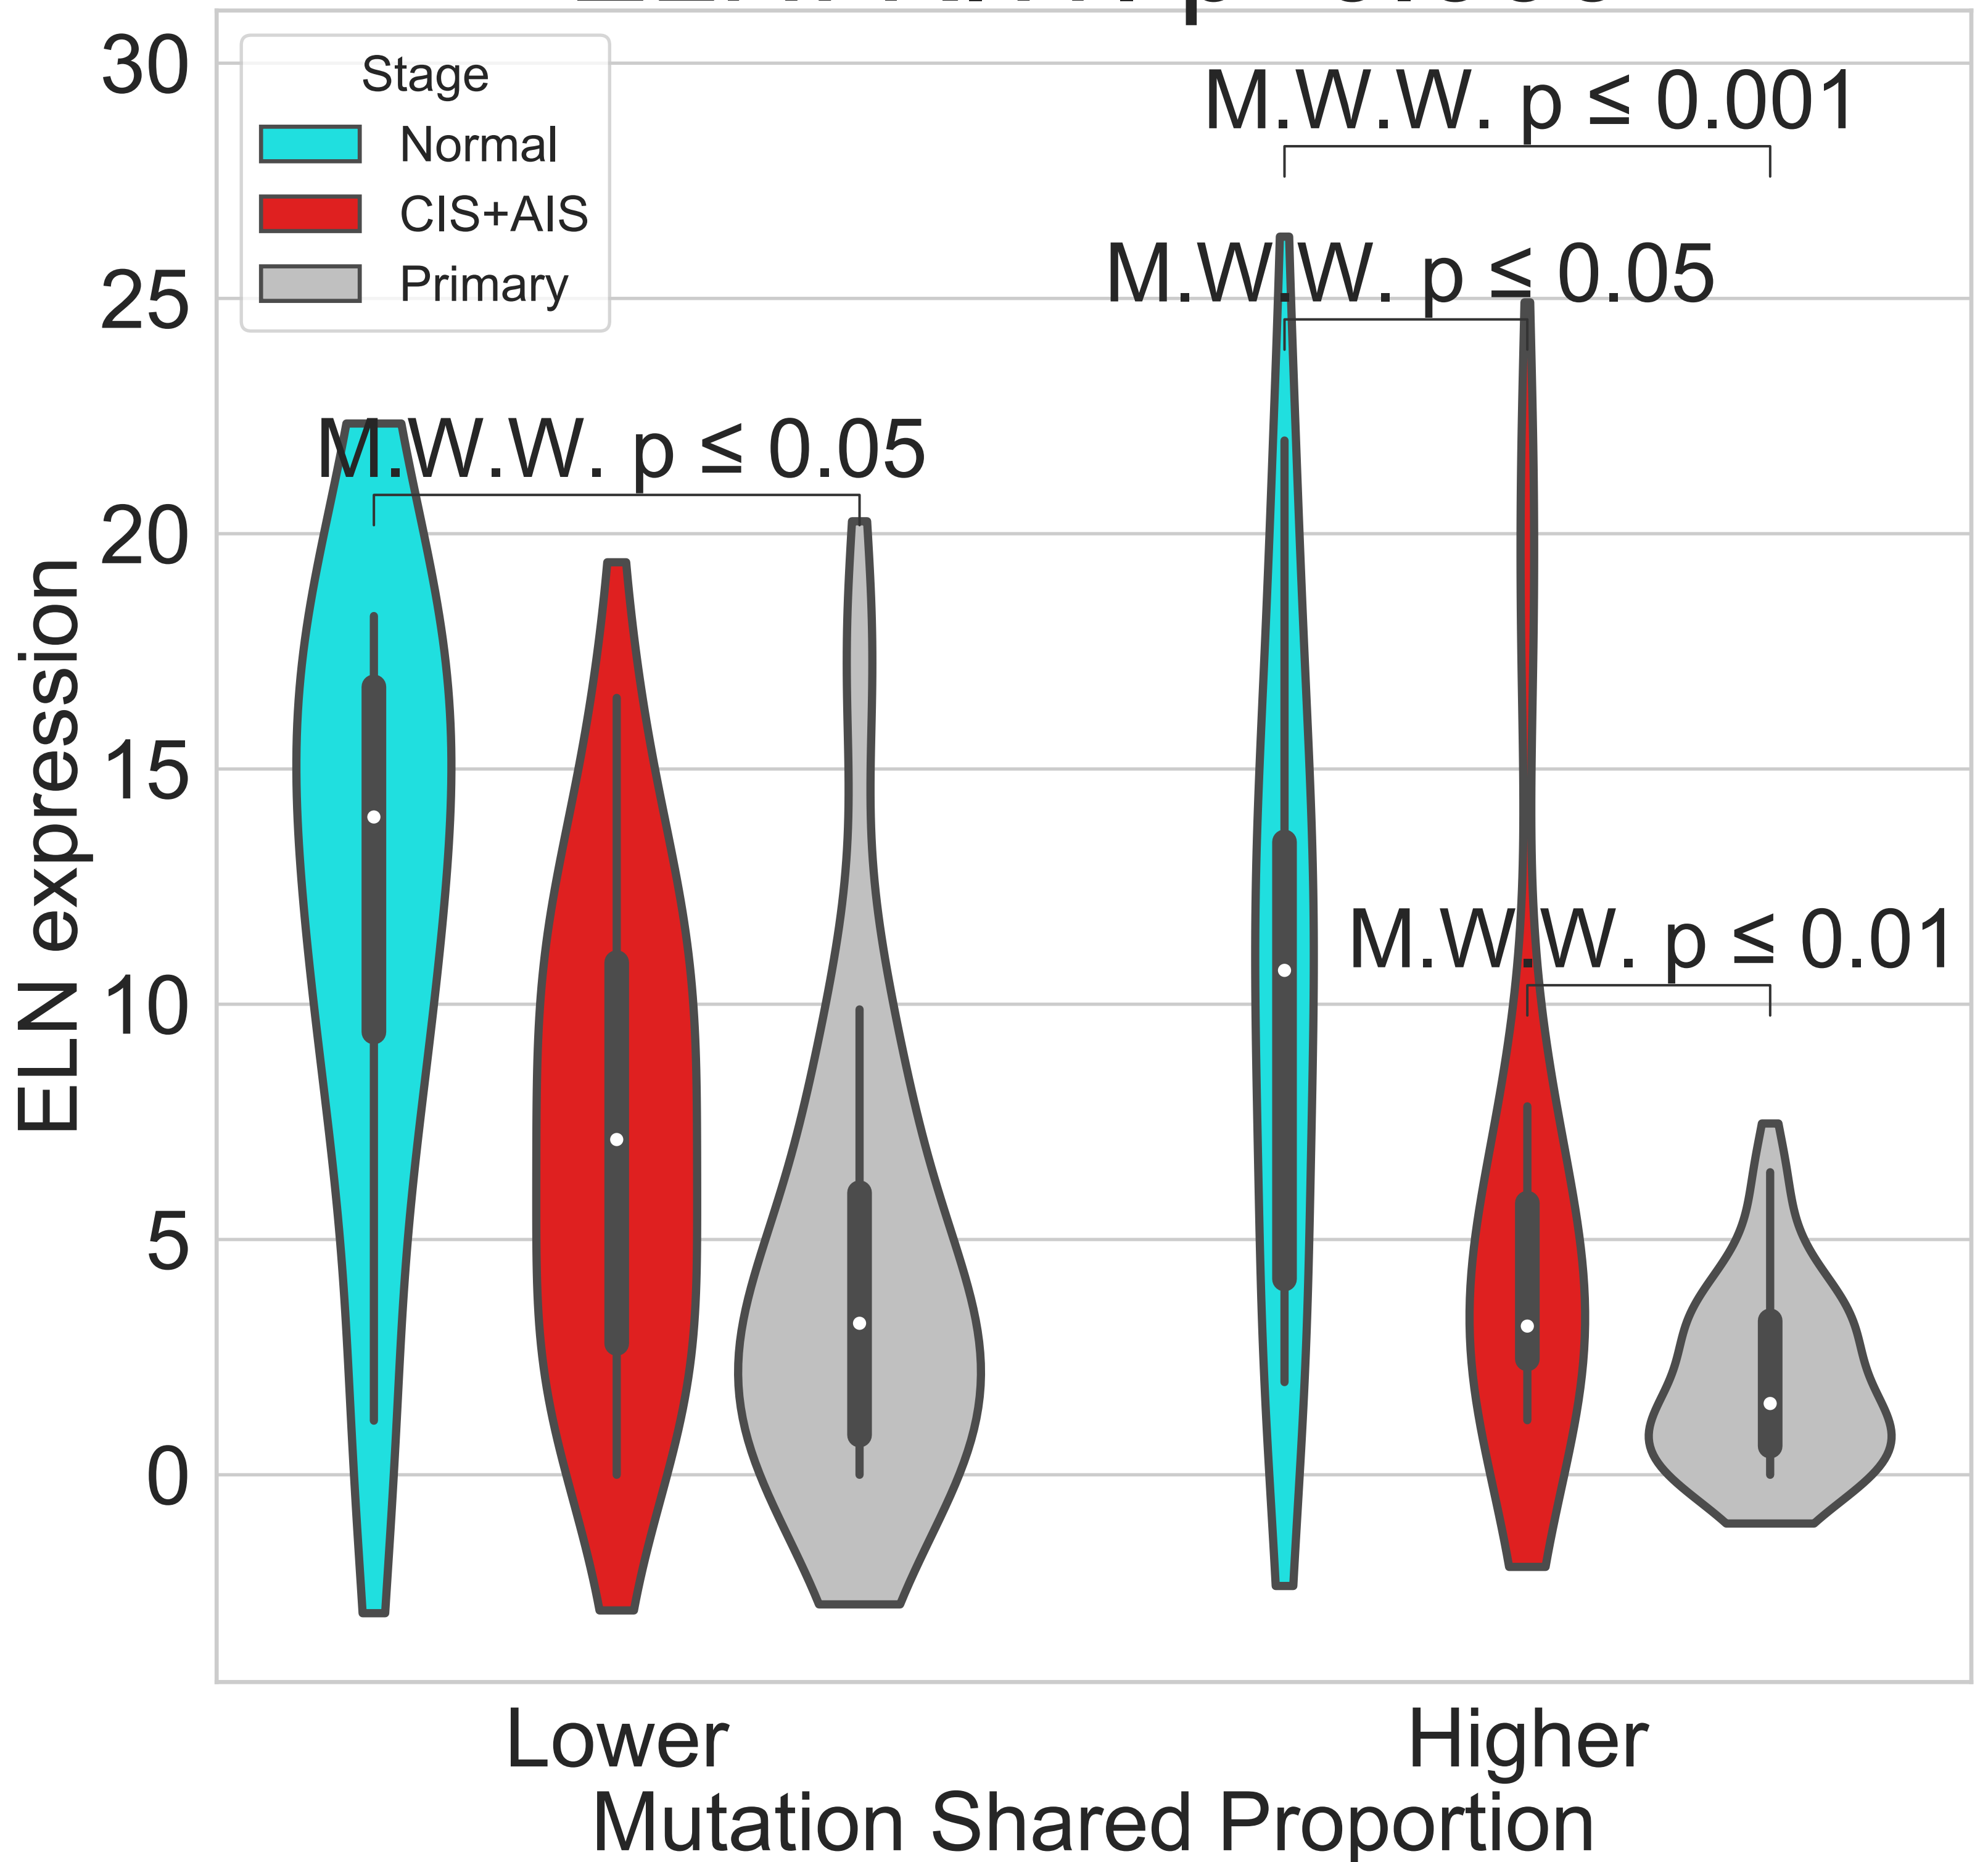 30
25
20
15
10
5
0
ELN expression
Stage
Normal
CIS+AIS
Primary
M.W.W. p ≤ 0.001
M.W.W. p ≤ 0.05
M.W.W. p ≤ 0.05
M.W.W. p ≤ 0.01
Lower
Higher
Mutation Shared Proportion